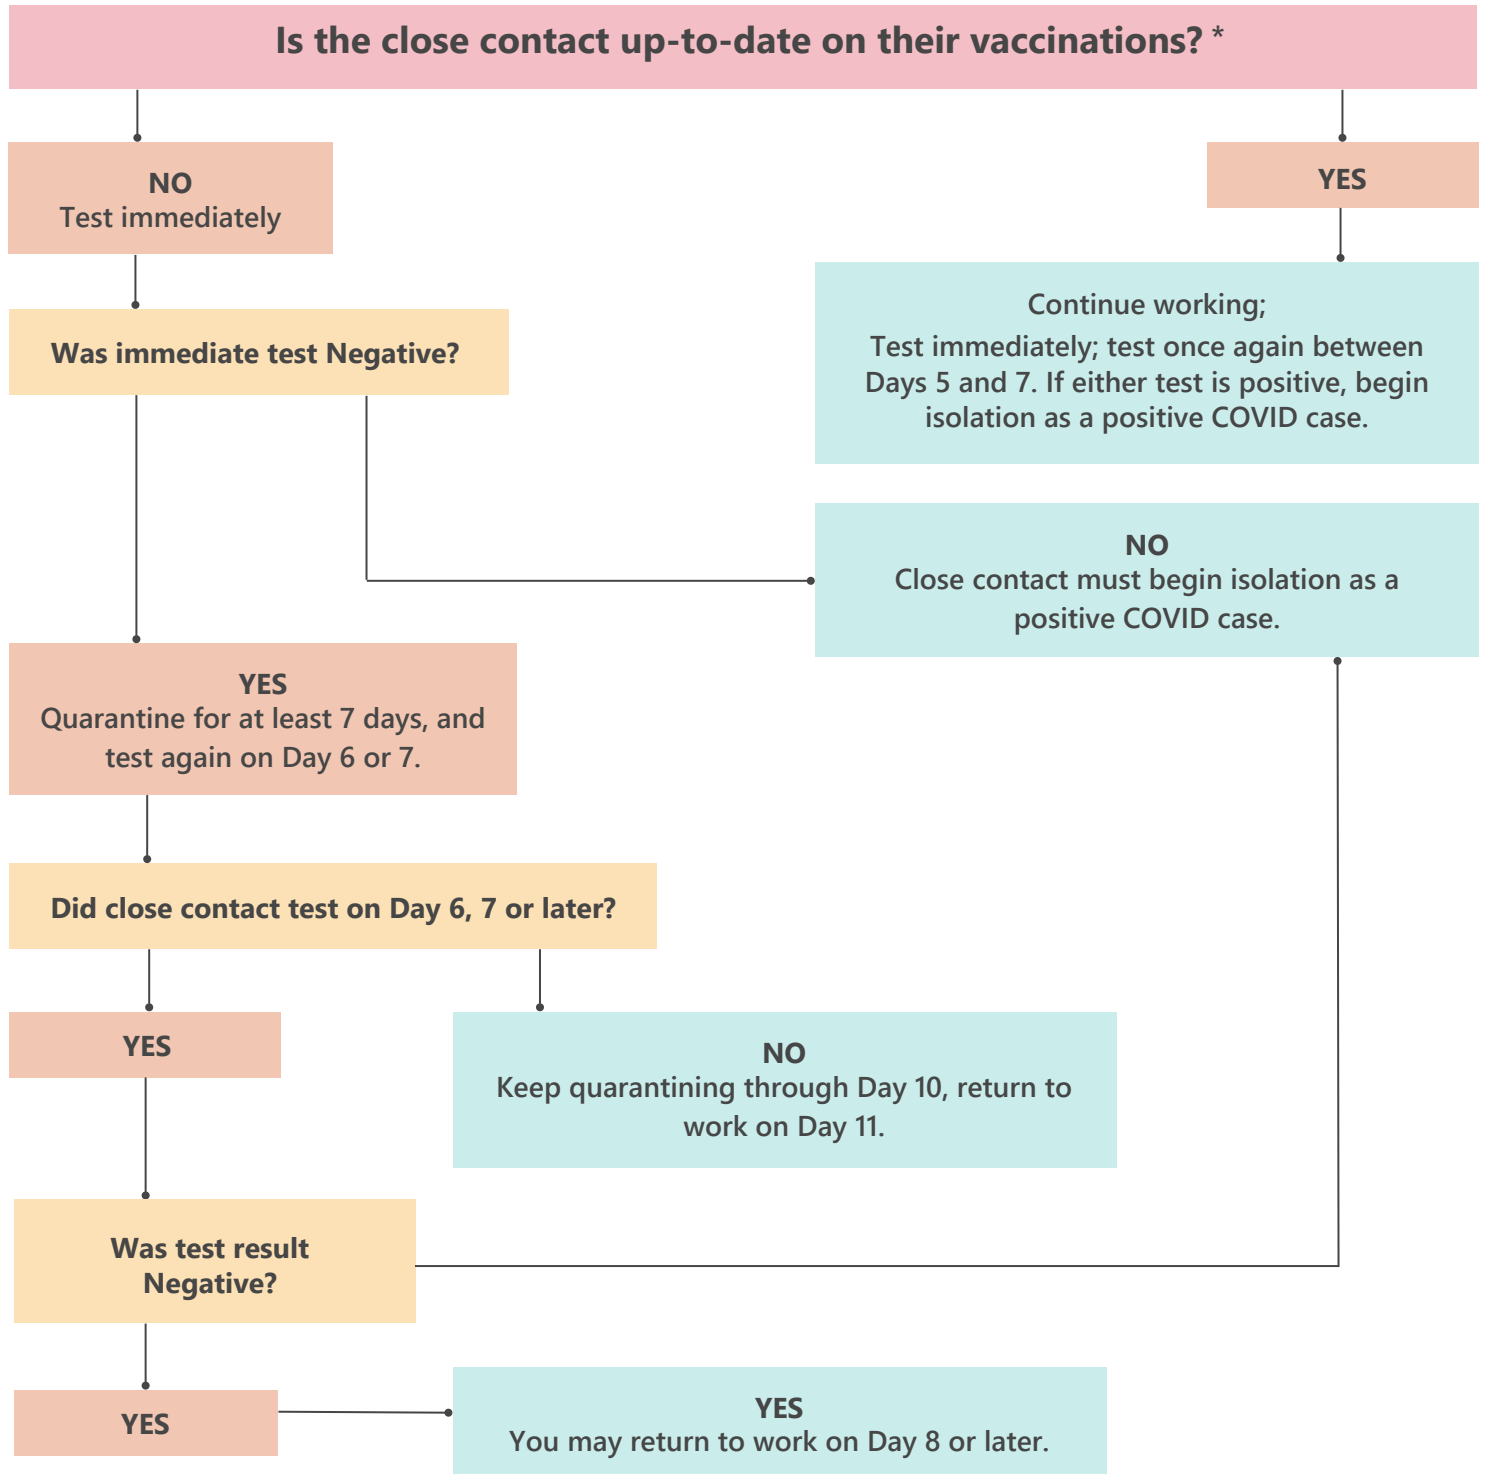 Is the close contact up-to-date on their vaccinations? *
NO
Test immediately
YES
Was immediate test Negative?
Continue working;
Test immediately; test once again between
Days 5 and 7. If either test is positive, begin
isolation as a positive COVID case.
NO
Close contact must begin isolation as a
positive COVID case.
YES
Quarantine for at least 7 days, and
test again on Day 6 or 7.
Did close contact test on Day 6, 7 or later?
YES
NO
Keep quarantining through Day 10, return to
work on Day 11.
Was test result
Negative?
YES
YES
You may return to work on Day 8 or later.